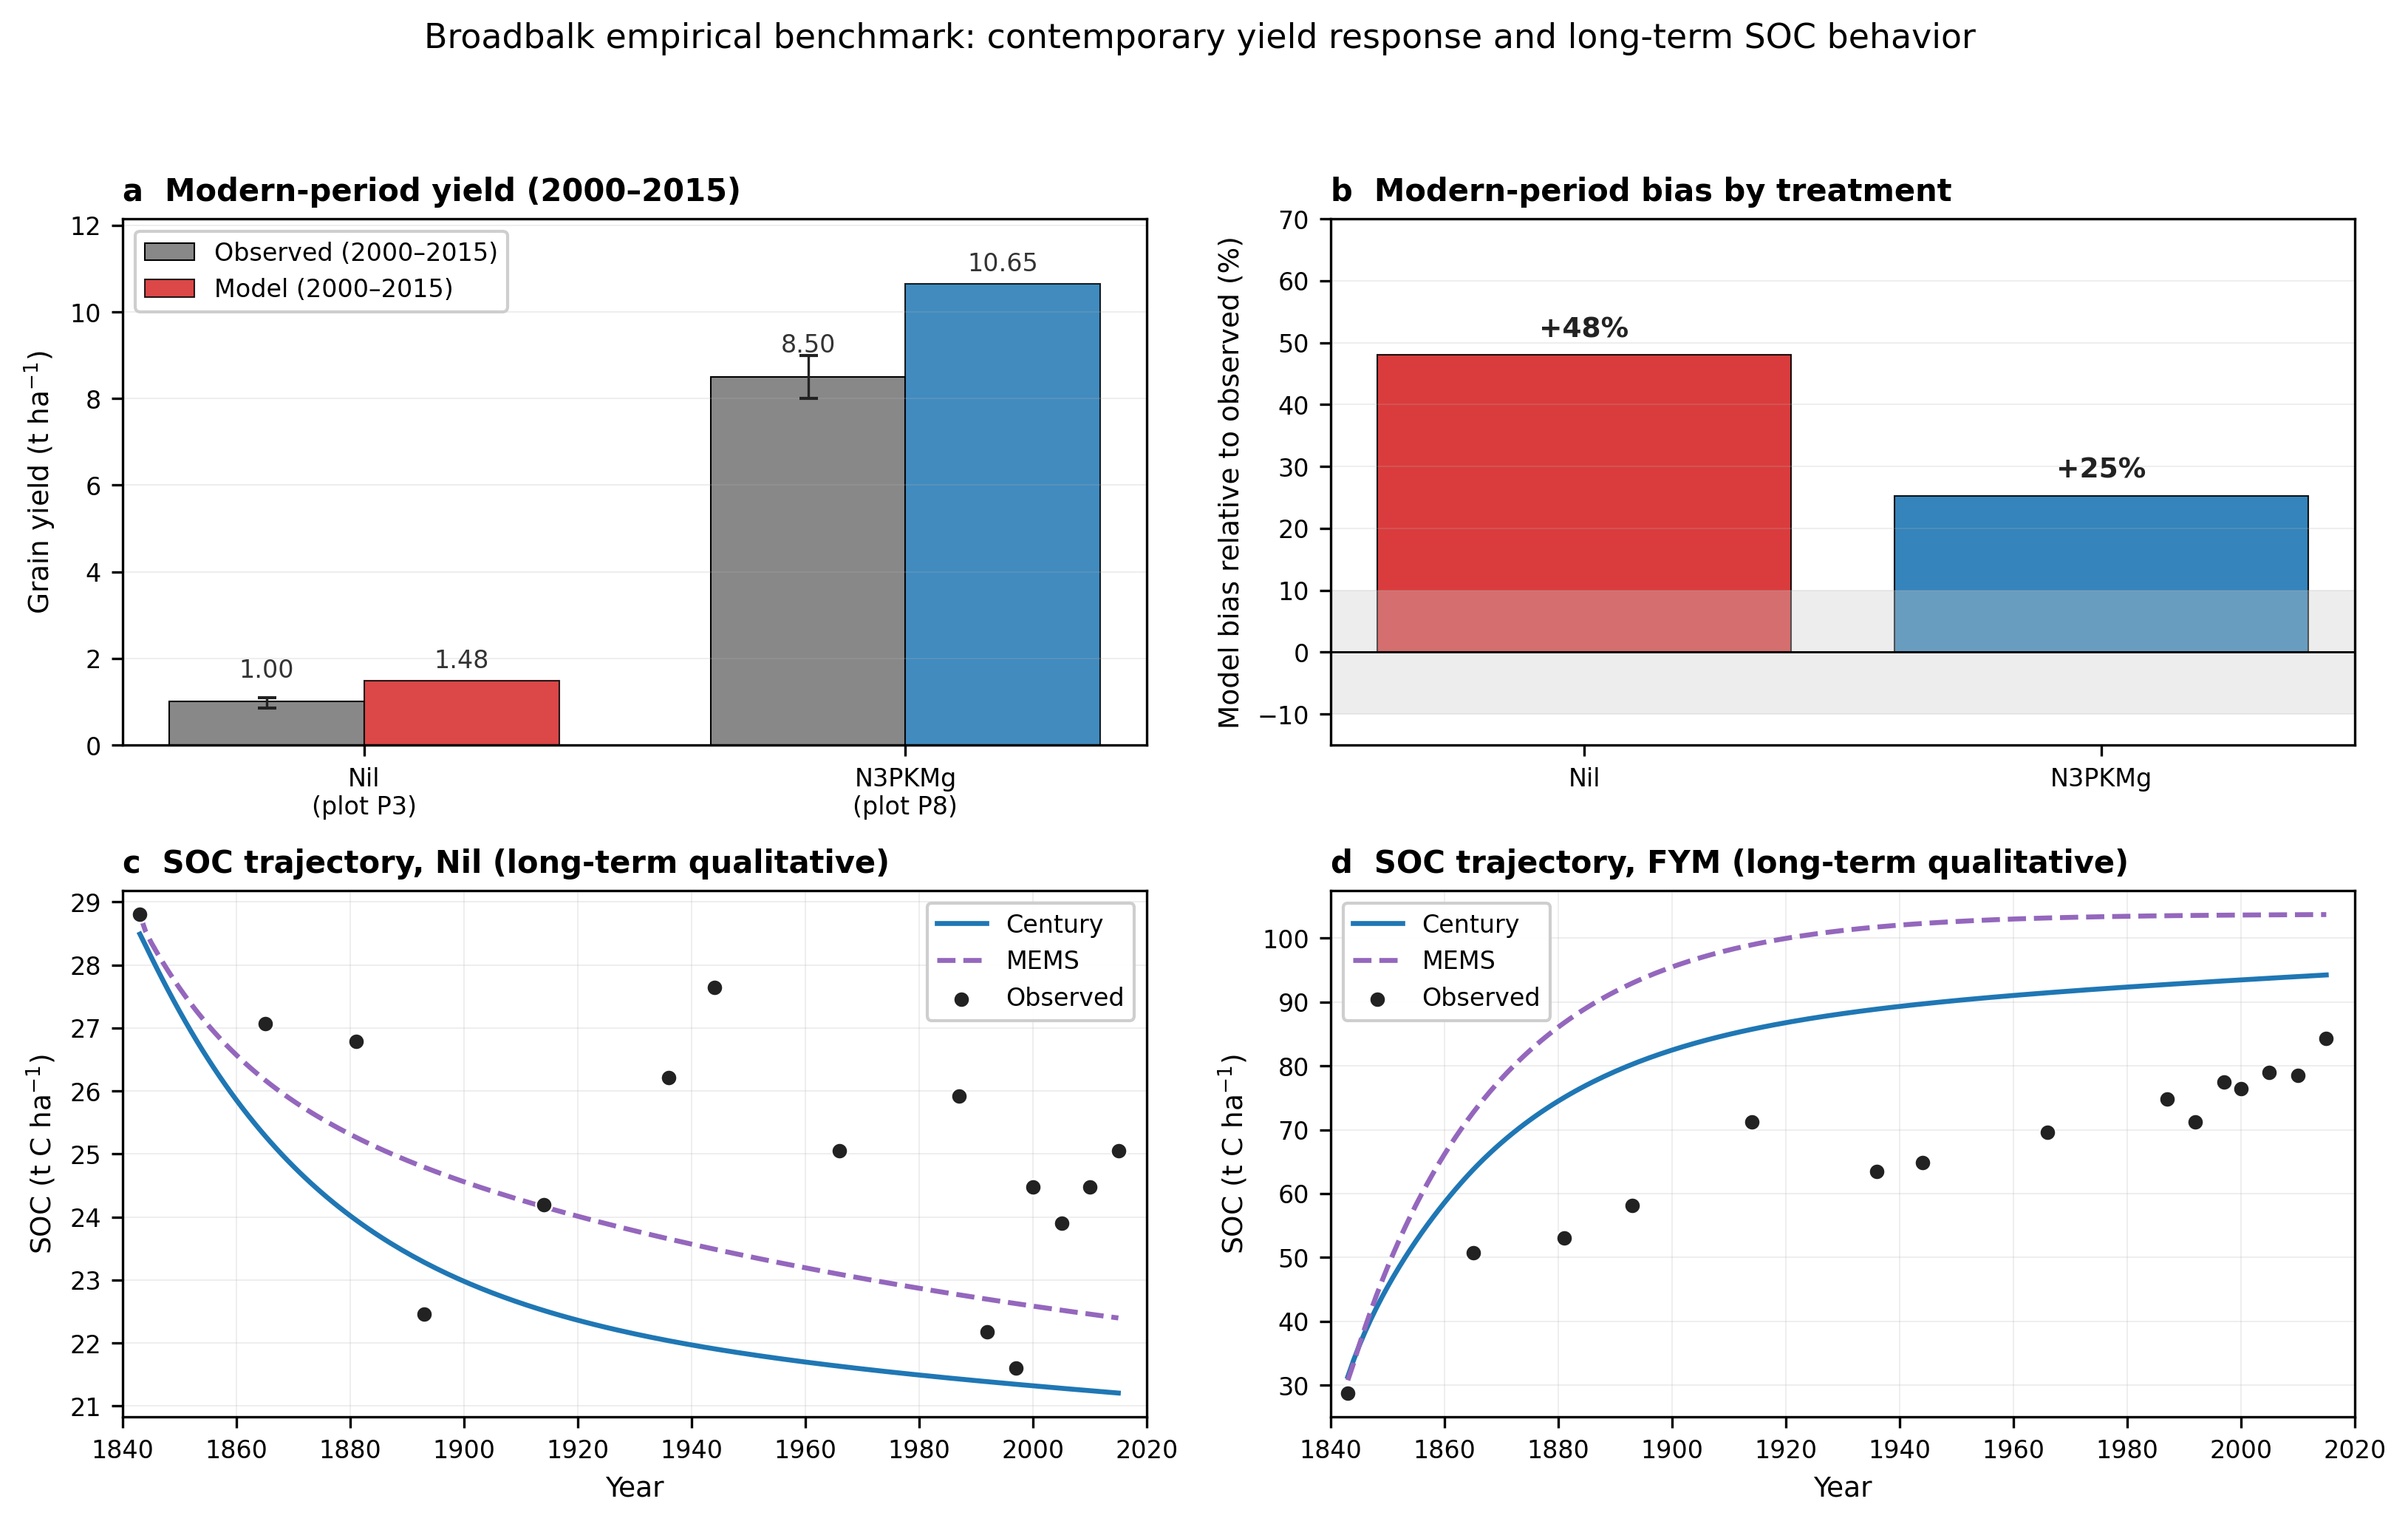 Broadbalk empirical benchmark: contemporary yield response and long-term SOC behavior
a Modern-period yield (2000–2015)
Grain yield (t ha⁻¹)
12
10
8
6
4
2
0
Observed (2000–2015)
Model (2000–2015)
1.00
1.48
8.50
10.65
Nil
(plot P3)
N3PKMg
(plot P8)
b Modern-period bias by treatment
Model bias relative to observed (%)
70
60
50
40
30
20
10
0
−10
+48%
+25%
Nil
N3PKMg
c SOC trajectory, Nil (long-term qualitative)
SOC (t C ha⁻¹)
29
28
27
26
25
24
23
22
21
Century
MEMS
Observed
1840 1860 1880 1900 1920 1940 1960 1980 2000 2020
Year
d SOC trajectory, FYM (long-term qualitative)
SOC (t C ha⁻¹)
100
90
80
70
60
50
40
30
Century
MEMS
Observed
1840 1860 1880 1900 1920 1940 1960 1980 2000 2020
Year